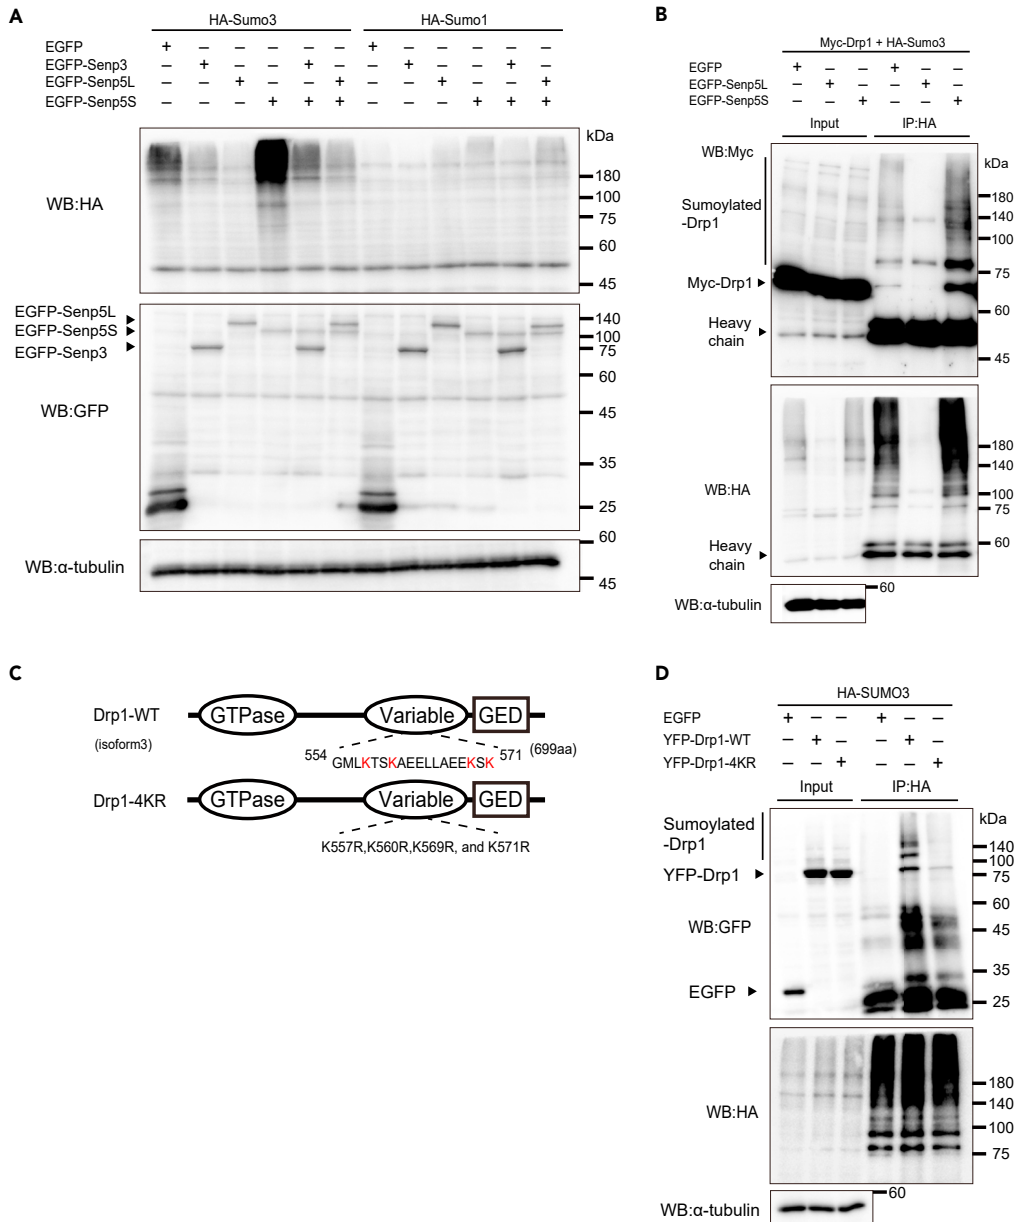 A
HA-Sumo3 HA-Sumo1
EGFP + – – – – – + – – – – –
EGFP-Senp3 – + – – + – – + – – + –
EGFP-Senp5L – – + – – + – – + – – +
EGFP-Senp5S – – – + + + – – – + + +
kDa
WB:HA
180
100
75
60
45
EGFP-Senp5L
EGFP-Senp5S
EGFP-Senp3
WB:GFP
140
100
75
60
45
35
25
WB:α-tubulin
60
45
B
Myc-Drp1 + HA-Sumo3
EGFP + – – + – –
EGFP-Senp5L – + – – + –
EGFP-Senp5S – – + – – +
Input IP:HA
WB:Myc
kDa
Sumoylated
-Drp1
Myc-Drp1
Heavy
chain
180
140
100
75
60
45
WB:HA
Heavy
chain
180
140
100
75
60
WB:α-tubulin
60
C
Drp1-WT GTPase Variable GED
(isoform3) 554 GMLKTSKAEELLAEEKSK 571 (699aa)
Drp1-4KR GTPase Variable GED
K557R,K560R,K569R, and K571R
D
HA-SUMO3
EGFP + – – + – –
YFP-Drp1-WT – + – – + –
YFP-Drp1-4KR – – + – – +
Input IP:HA
kDa
Sumoylated
-Drp1
YFP-Drp1
WB:GFP
EGFP
140
100
75
60
45
35
25
WB:HA
180
140
100
75
WB:α-tubulin
60